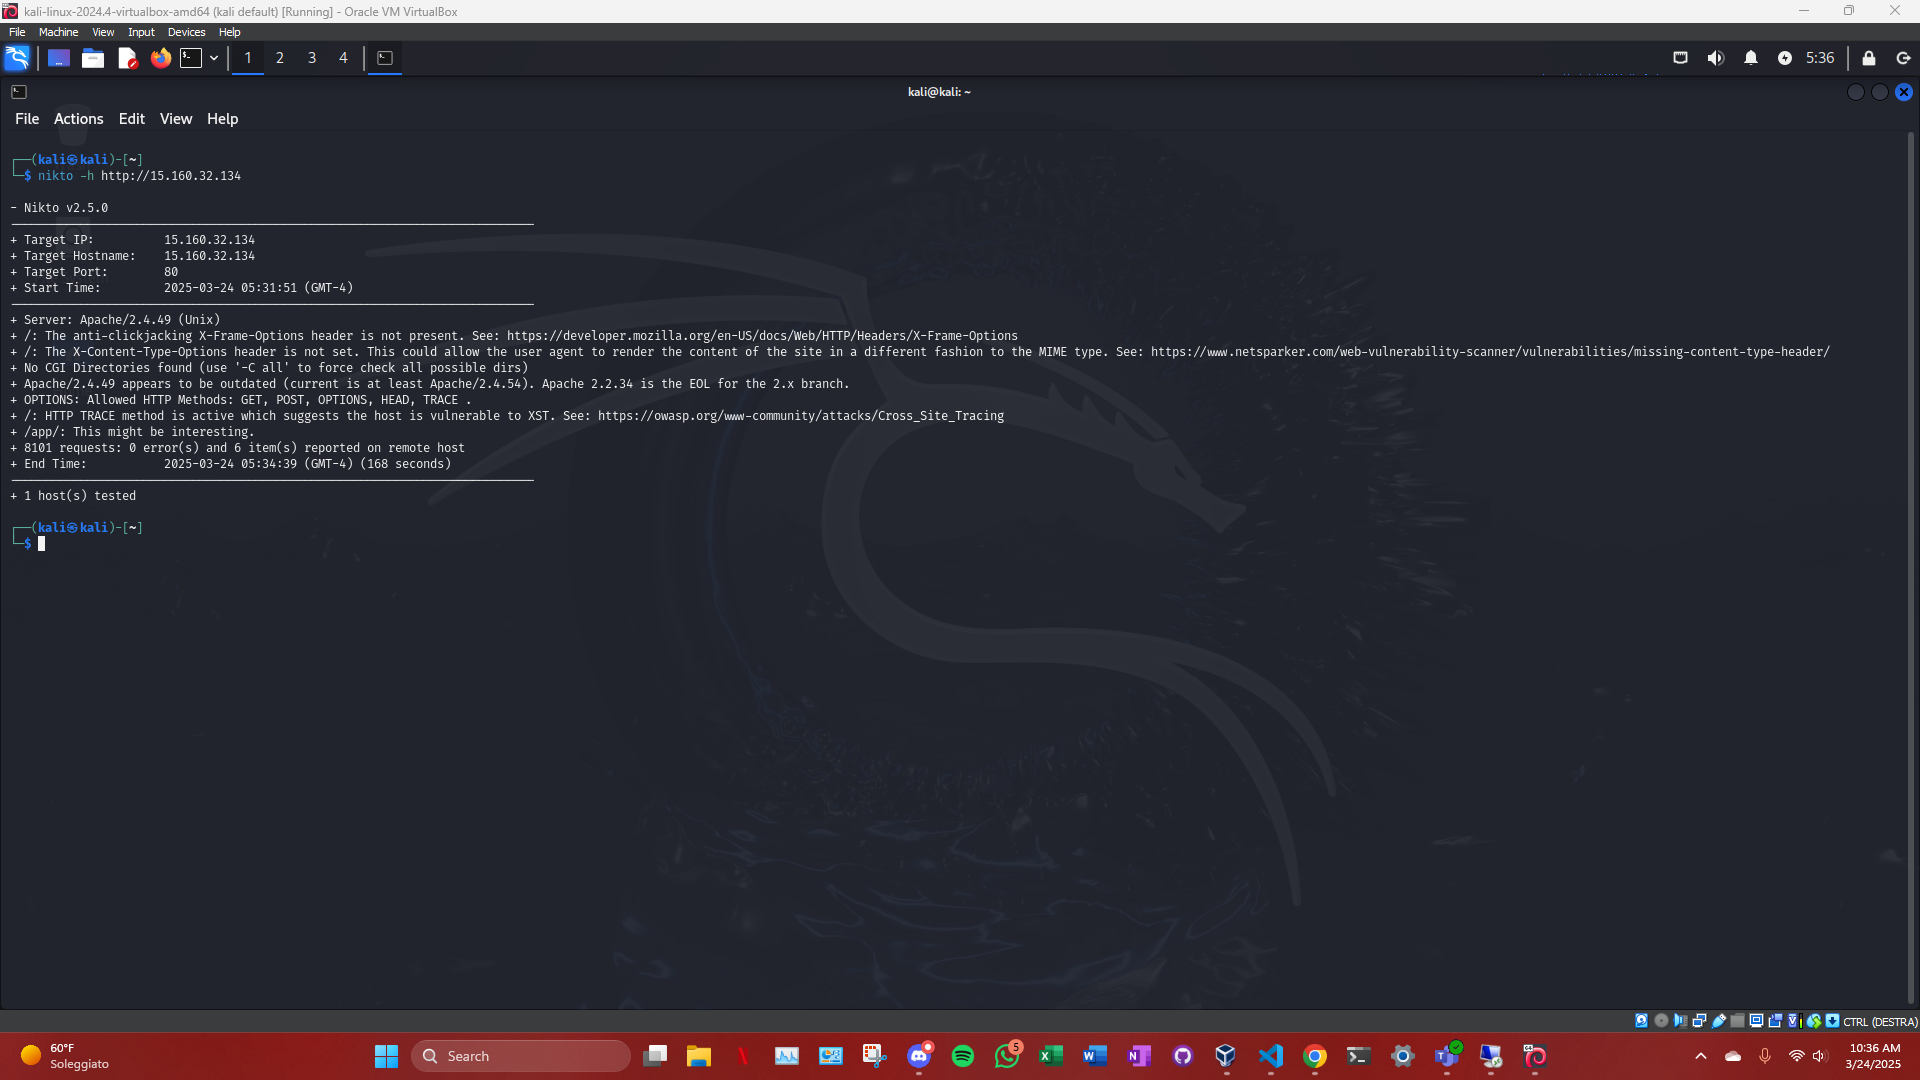 kali-linux-2024.4-virtualbox-amd64 (kali default) [Running] - Oracle VM VirtualBox
File Machine View Input Devices Help
1 2 3 4 5:36
kali@kali: ~
File Actions Edit View Help
┌──(kali㉿kali)-[~]
└─$ nikto -h http://15.160.32.134
- Nikto v2.5.0
+ Target IP: 15.160.32.134
+ Target Hostname: 15.160.32.134
+ Target Port: 80
+ Start Time: 2025-03-24 05:31:51 (GMT-4)
+ Server: Apache/2.4.49 (Unix)
+ /: The anti-clickjacking X-Frame-Options header is not present. See: https://developer.mozilla.org/en-US/docs/Web/HTTP/Headers/X-Frame-Options
+ /: The X-Content-Type-Options header is not set. This could allow the user agent to render the content of the site in a different fashion to the MIME type. See: https://www.netsparker.com/web-vulnerability-scanner/vulnerabilities/missing-content-type-header/
+ No CGI Directories found (use '-C all' to force check all possible dirs)
+ Apache/2.4.49 appears to be outdated (current is at least Apache/2.4.54). Apache 2.2.34 is the EOL for the 2.x branch.
+ OPTIONS: Allowed HTTP Methods: GET, POST, OPTIONS, HEAD, TRACE .
+ /: HTTP TRACE method is active which suggests the host is vulnerable to XST. See: https://owasp.org/www-community/attacks/Cross_Site_Tracing
+ /app/: This might be interesting.
+ 8101 requests: 0 error(s) and 6 item(s) reported on remote host
+ End Time: 2025-03-24 05:34:39 (GMT-4) (168 seconds)
+ 1 host(s) tested
┌──(kali㉿kali)-[~]
└─$
CTRL (DESTRA)
60°F
Soleggiato
Search
5
10:36 AM
3/24/2025